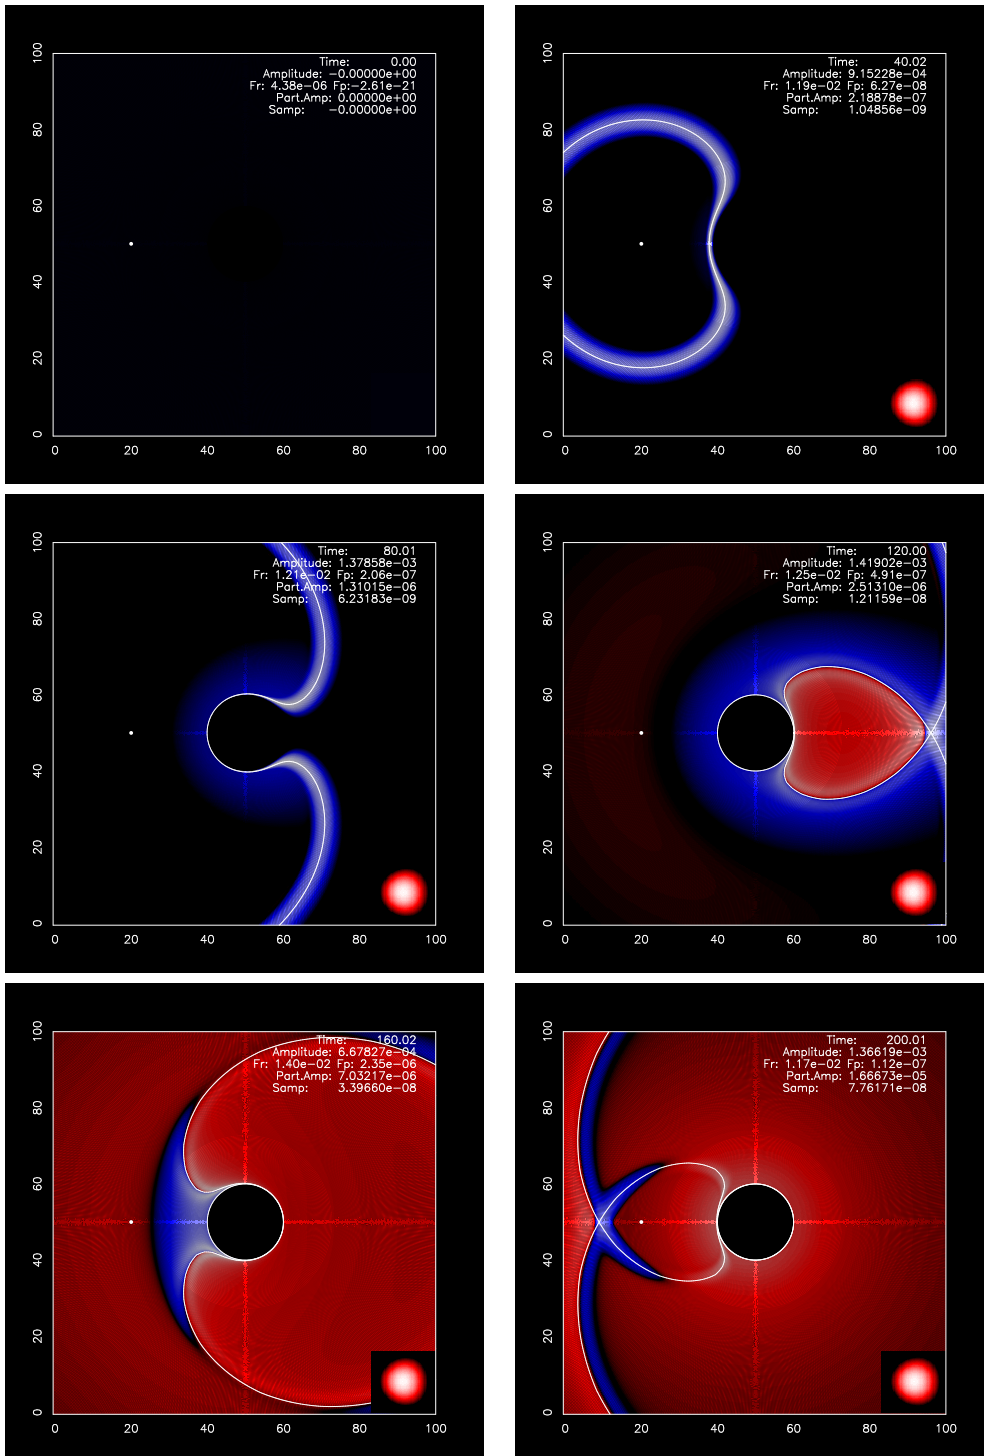 Time: 0.00
Amplitude: −0.00000e+00
Fr: 4.38e−06 Fp:−2.61e−21
Part.Amp: 0.00000e+00
Samp: −0.00000e+00
100
80
60
40
20
0
0 20 40 60 80 100
Time: 40.02
Amplitude: 9.15228e−04
Fr: 1.19e−02 Fp: 6.27e−08
Part.Amp: 2.18878e−07
Samp: 1.04856e−09
100
80
60
40
20
0
0 20 40 60 80 100
Time: 80.01
Amplitude: 1.37858e−03
Fr: 1.21e−02 Fp: 2.06e−07
Part.Amp: 1.31015e−06
Samp: 6.23183e−09
100
80
60
40
20
0
0 20 40 60 80 100
Time: 120.00
Amplitude: 1.41902e−03
Fr: 1.25e−02 Fp: 4.91e−07
Part.Amp: 2.51310e−06
Samp: 1.21159e−08
100
80
60
40
20
0
0 20 40 60 80 100
Time: 160.02
Amplitude: 6.67827e−04
Fr: 1.40e−02 Fp: 2.35e−06
Part.Amp: 7.03217e−06
Samp: 3.39660e−08
100
80
60
40
20
0
0 20 40 60 80 100
Time: 200.01
Amplitude: 1.36619e−03
Fr: 1.17e−02 Fp: 1.12e−07
Part.Amp: 1.66673e−05
Samp: 7.76171e−08
100
80
60
40
20
0
0 20 40 60 80 100